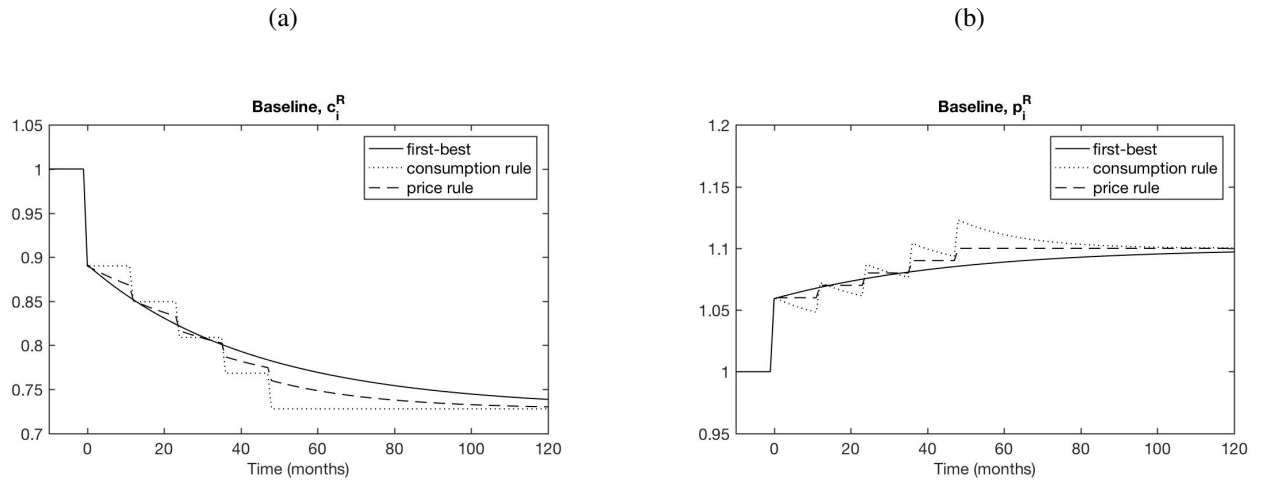 (a)
Baseline, c_i^R
first-best
consumption rule
price rule
1.05
1
0.95
0.9
0.85
0.8
0.75
0.7
0 20 40 60 80 100 120
Time (months)
(b)
Baseline, p_i^R
first-best
consumption rule
price rule
1.2
1.15
1.1
1.05
1
0.95
0 20 40 60 80 100 120
Time (months)